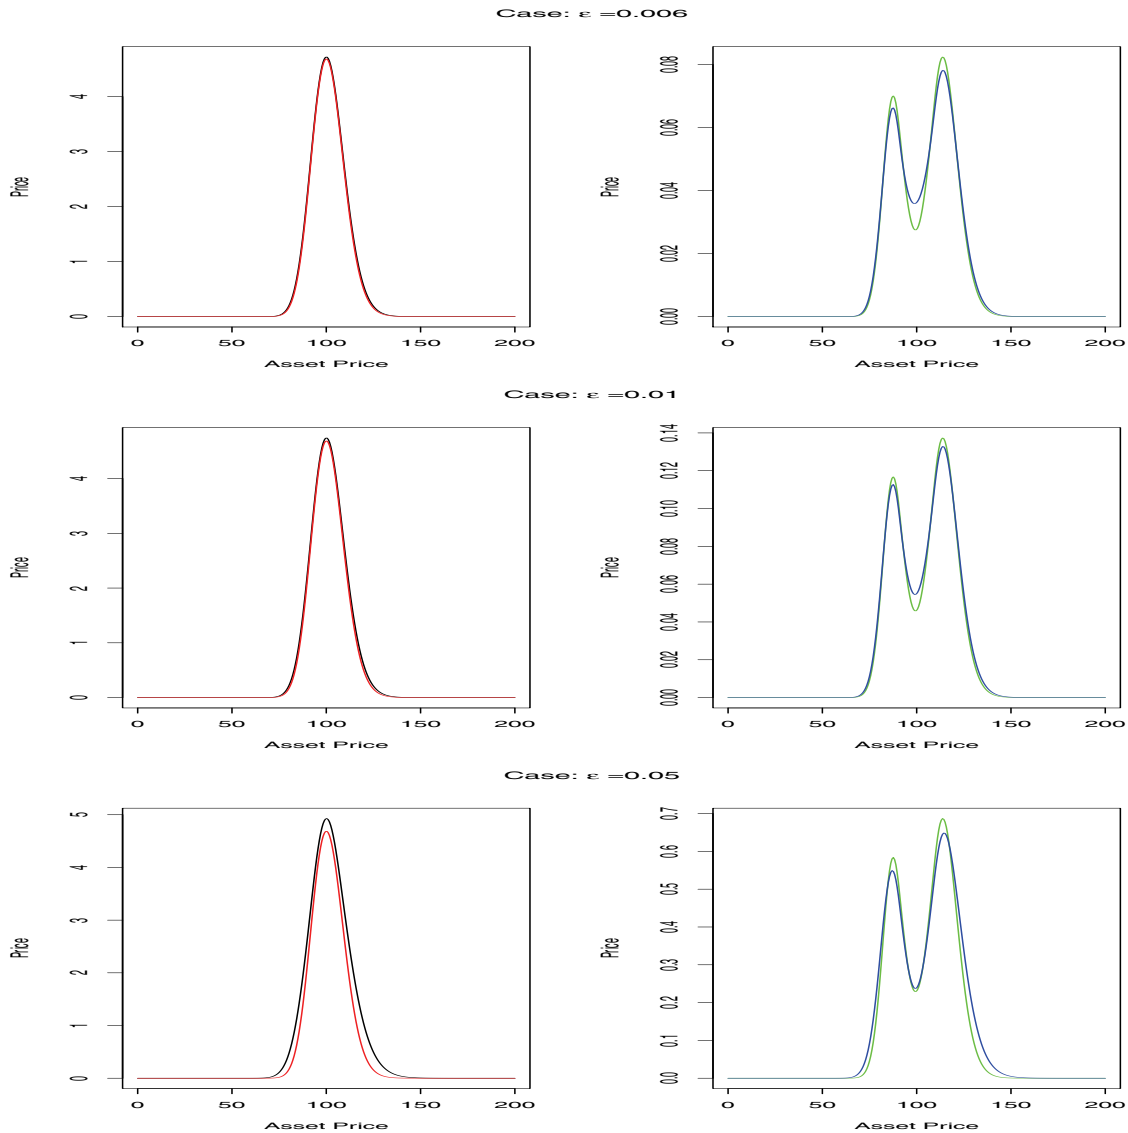 Case: ε =0.006
Price
4
3
2
1
0
0 50 100 150 200
Asset Price
Price
0.08
0.06
0.04
0.02
0.00
0 50 100 150 200
Asset Price
Case: ε =0.01
Price
4
3
2
1
0
0 50 100 150 200
Asset Price
Price
0.14
0.12
0.10
0.08
0.06
0.04
0.02
0.00
0 50 100 150 200
Asset Price
Case: ε =0.05
Price
5
4
3
2
1
0
0 50 100 150 200
Asset Price
Price
0.7
0.6
0.5
0.4
0.3
0.2
0.1
0.0
0 50 100 150 200
Asset Price